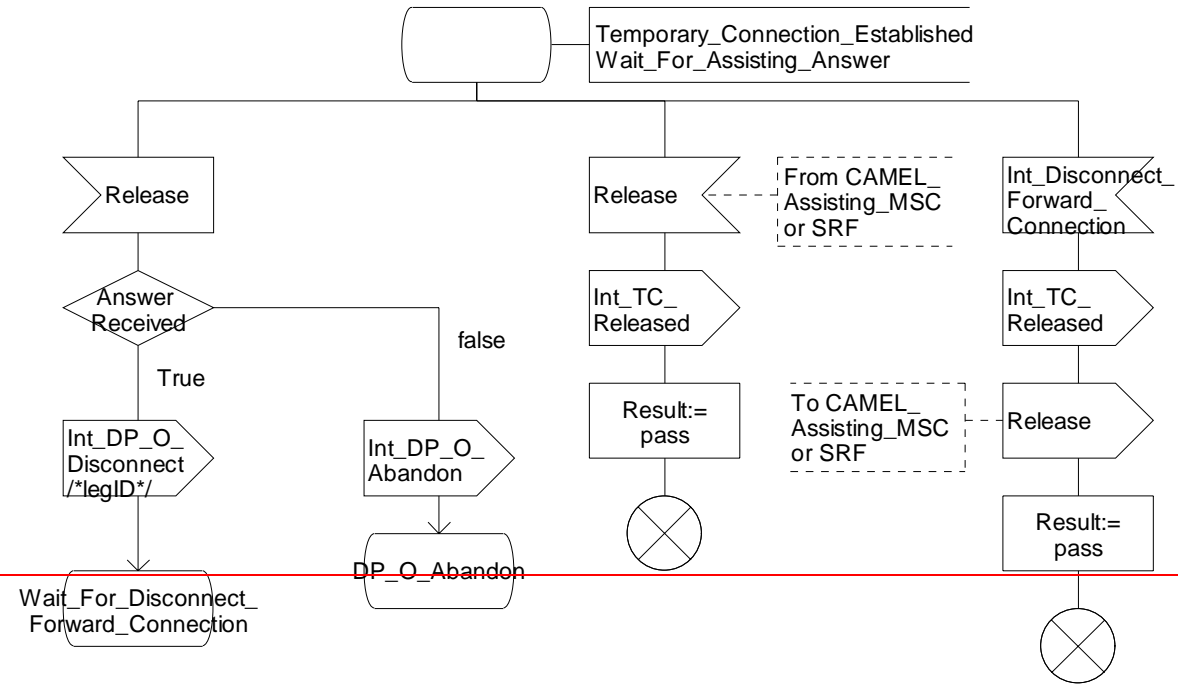 Temporary_Connection_Established
Wait_For_Assisting_Answer
Release
Answer
Received
True
false
Int_DP_O_
Disconnect
/*legID*/
Wait_For_Disconnect_
Forward_Connection
Int_DP_O_
Abandon
DP_O_Abandon
Release
From CAMEL_
Assisting_MSC
or SRF
Int_TC_
Released
Result:=
pass
Int_Disconnect_
Forward_
Connection
Int_TC_
Released
To CAMEL_
Assisting_MSC
or SRF
Release
Result:=
pass